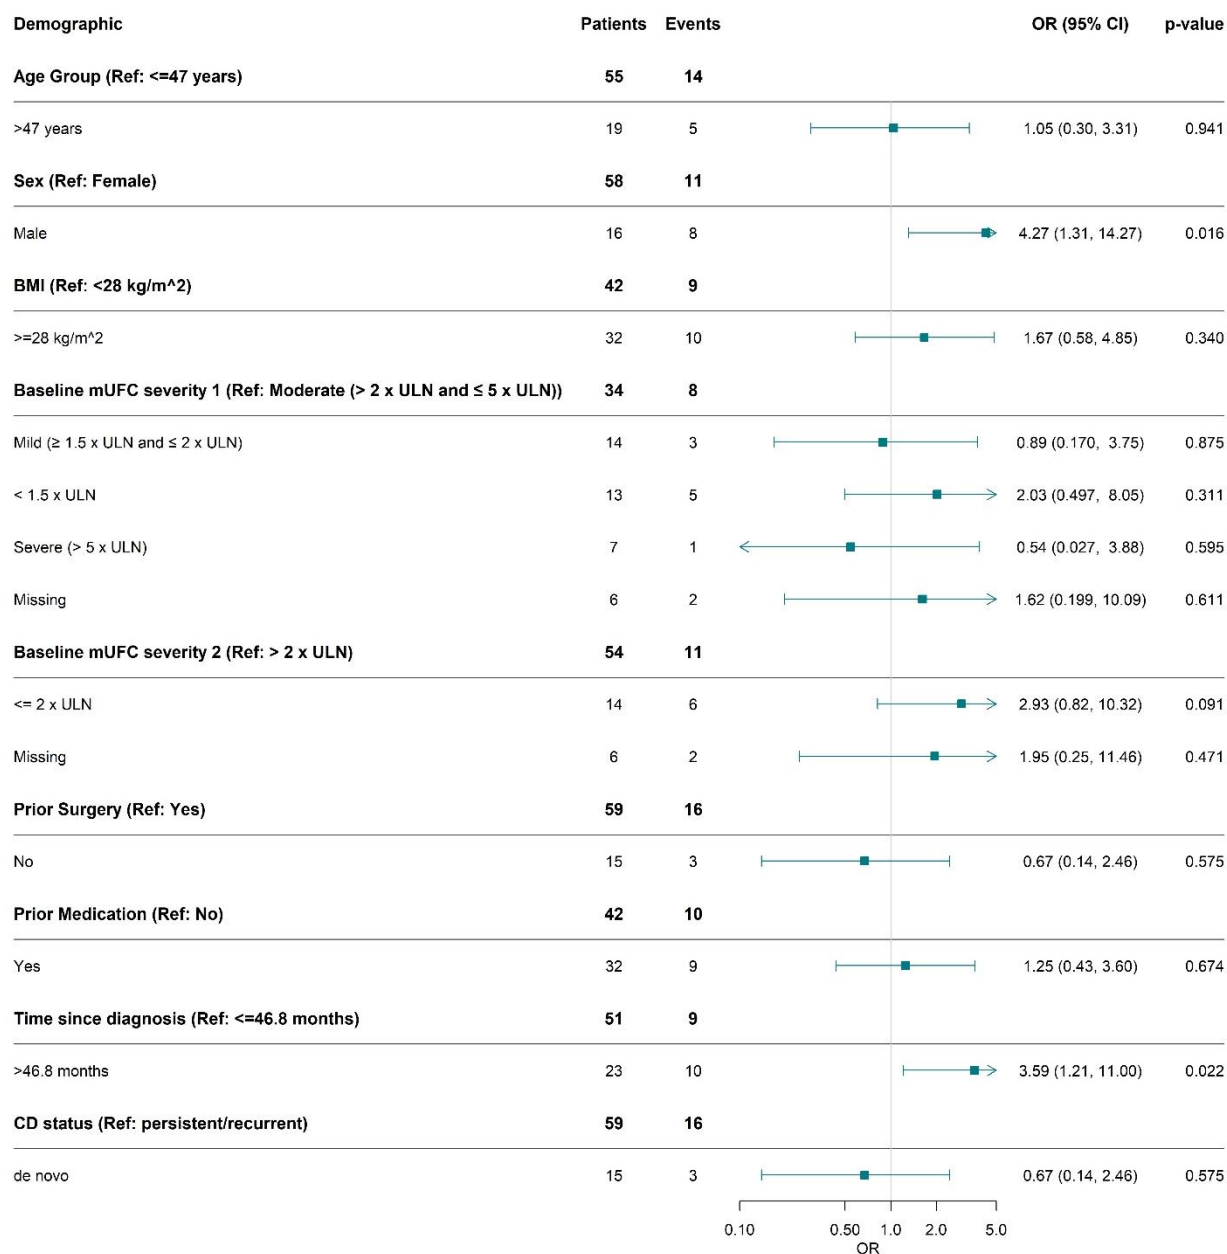 Demographic Patients Events OR (95% CI) p-value
Age Group (Ref: <=47 years) 55 14
>47 years 19 5 1.05 (0.30, 3.31) 0.941
Sex (Ref: Female) 58 11
Male 16 8 4.27 (1.31, 14.27) 0.016
BMI (Ref: <28 kg/m^2) 42 9
>=28 kg/m^2 32 10 1.67 (0.58, 4.85) 0.340
Baseline mUFC severity 1 (Ref: Moderate (> 2 x ULN and ≤ 5 x ULN)) 34 8
Mild (≥ 1.5 x ULN and ≤ 2 x ULN) 14 3 0.89 (0.170, 3.75) 0.875
< 1.5 x ULN 13 5 2.03 (0.497, 8.05) 0.311
Severe (> 5 x ULN) 7 1 0.54 (0.027, 3.88) 0.595
Missing 6 2 1.62 (0.199, 10.09) 0.611
Baseline mUFC severity 2 (Ref: > 2 x ULN) 54 11
<= 2 x ULN 14 6 2.93 (0.82, 10.32) 0.091
Missing 6 2 1.95 (0.25, 11.46) 0.471
Prior Surgery (Ref: Yes) 59 16
No 15 3 0.67 (0.14, 2.46) 0.575
Prior Medication (Ref: No) 42 10
Yes 32 9 1.25 (0.43, 3.60) 0.674
Time since diagnosis (Ref: <=46.8 months) 51 9
>46.8 months 23 10 3.59 (1.21, 11.00) 0.022
CD status (Ref: persistent/recurrent) 59 16
de novo 15 3 0.67 (0.14, 2.46) 0.575
0.10 0.50 1.0 2.0 5.0
OR